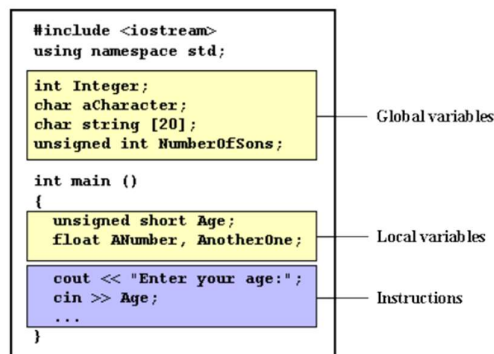 #include <iostream>
using namespace std;
int Integer;
char aCharacter;
char string [20];
unsigned int NumberOfSons;
Global variables
int main ()
{
unsigned short Age;
float ANumber, AnotherOne;
Local variables
cout << "Enter your age:";
cin >> Age;
...
Instructions
}